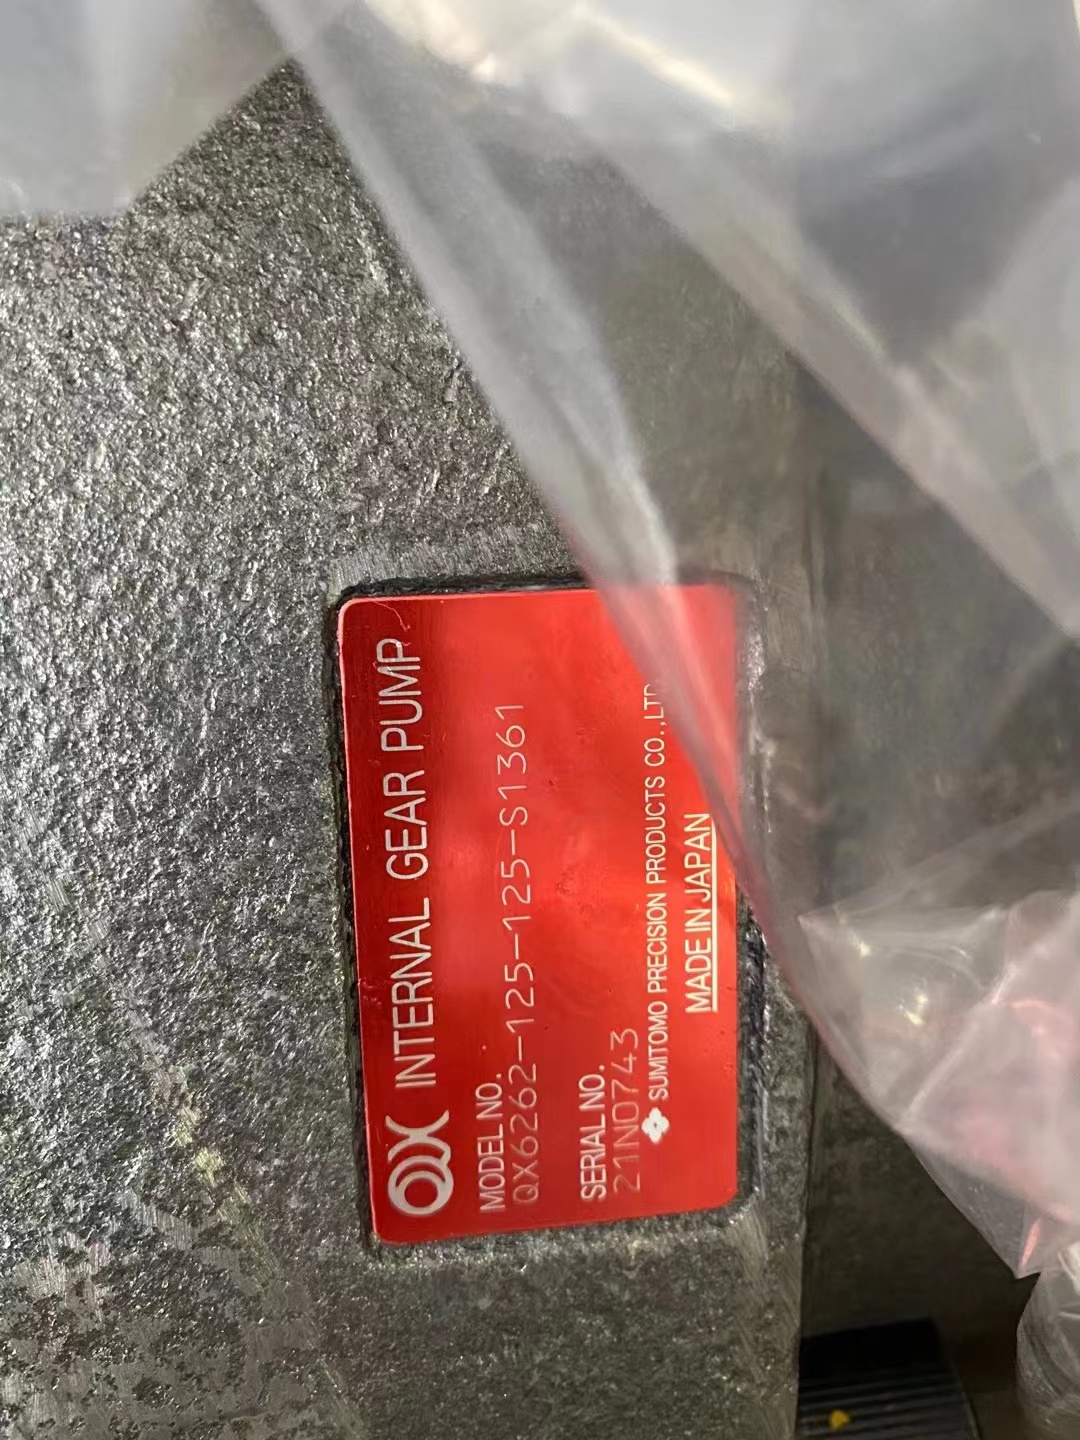 QX INTERNAL GEAR PUMP
MODEL NO.
QX6262-125-125-S1361
SERIAL NO.
21N0743
SUMITOMO PRECISION PRODUCTS CO.,LTD
MADE IN JAPAN